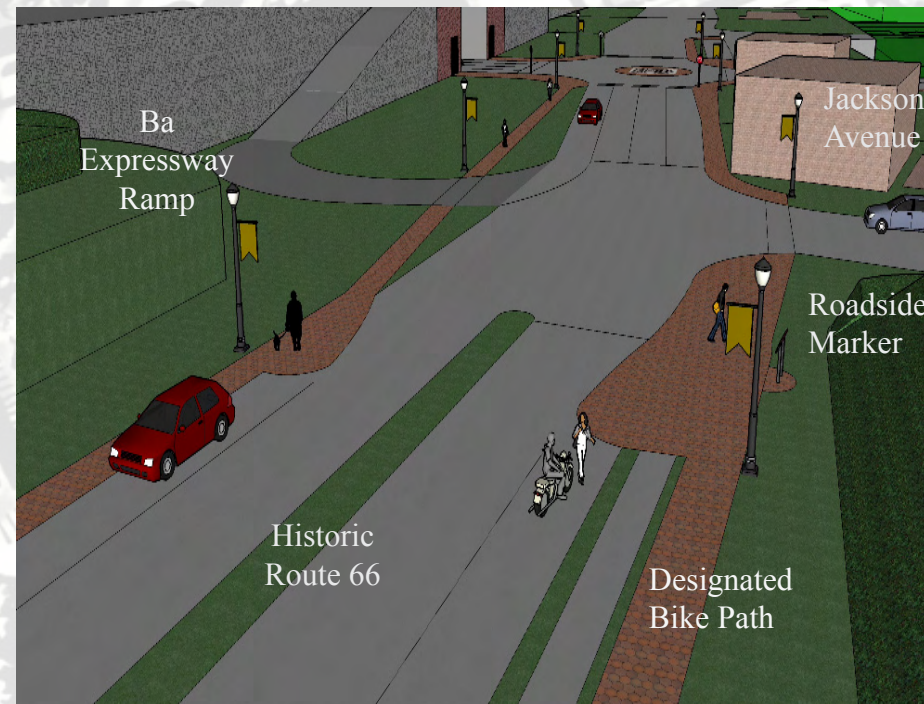 Ba
Expressway
Ramp
Jackson
Avenue
Roadside
Marker
Historic
Route 66
Designated
Bike Path